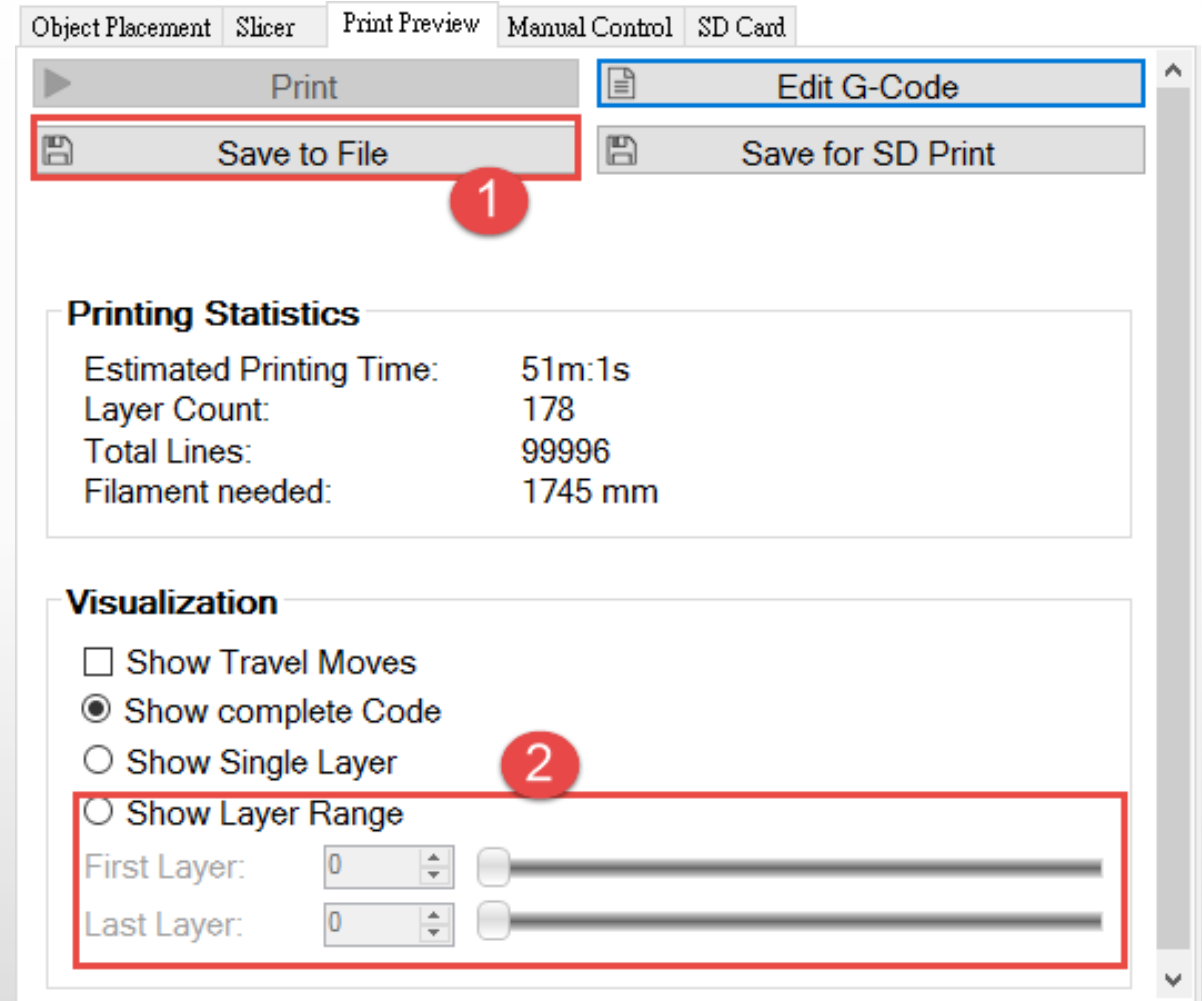 Object Placement Slicer Print Preview Manual Control SD Card
Print Edit G-Code
Save to File Save for SD Print
1
Printing Statistics
Estimated Printing Time: 51m:1s
Layer Count: 178
Total Lines: 99996
Filament needed: 1745 mm
Visualization
Show Travel Moves
Show complete Code
Show Single Layer
2
Show Layer Range
First Layer: 0
Last Layer: 0